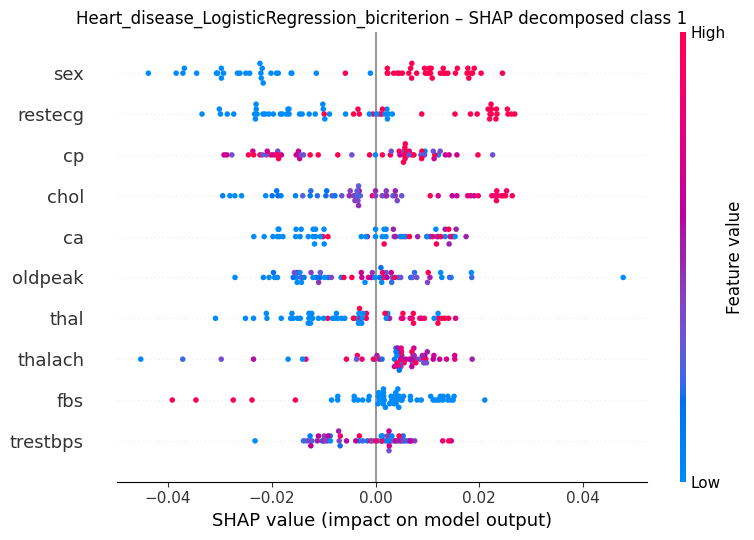 Heart_disease_LogisticRegression_bicriterion – SHAP decomposed class 1
High
sex
restecg
cp
chol
ca
oldpeak
thal
thalach
fbs
trestbps
Feature value
Low
−0.04 −0.02 0.00 0.02 0.04
SHAP value (impact on model output)